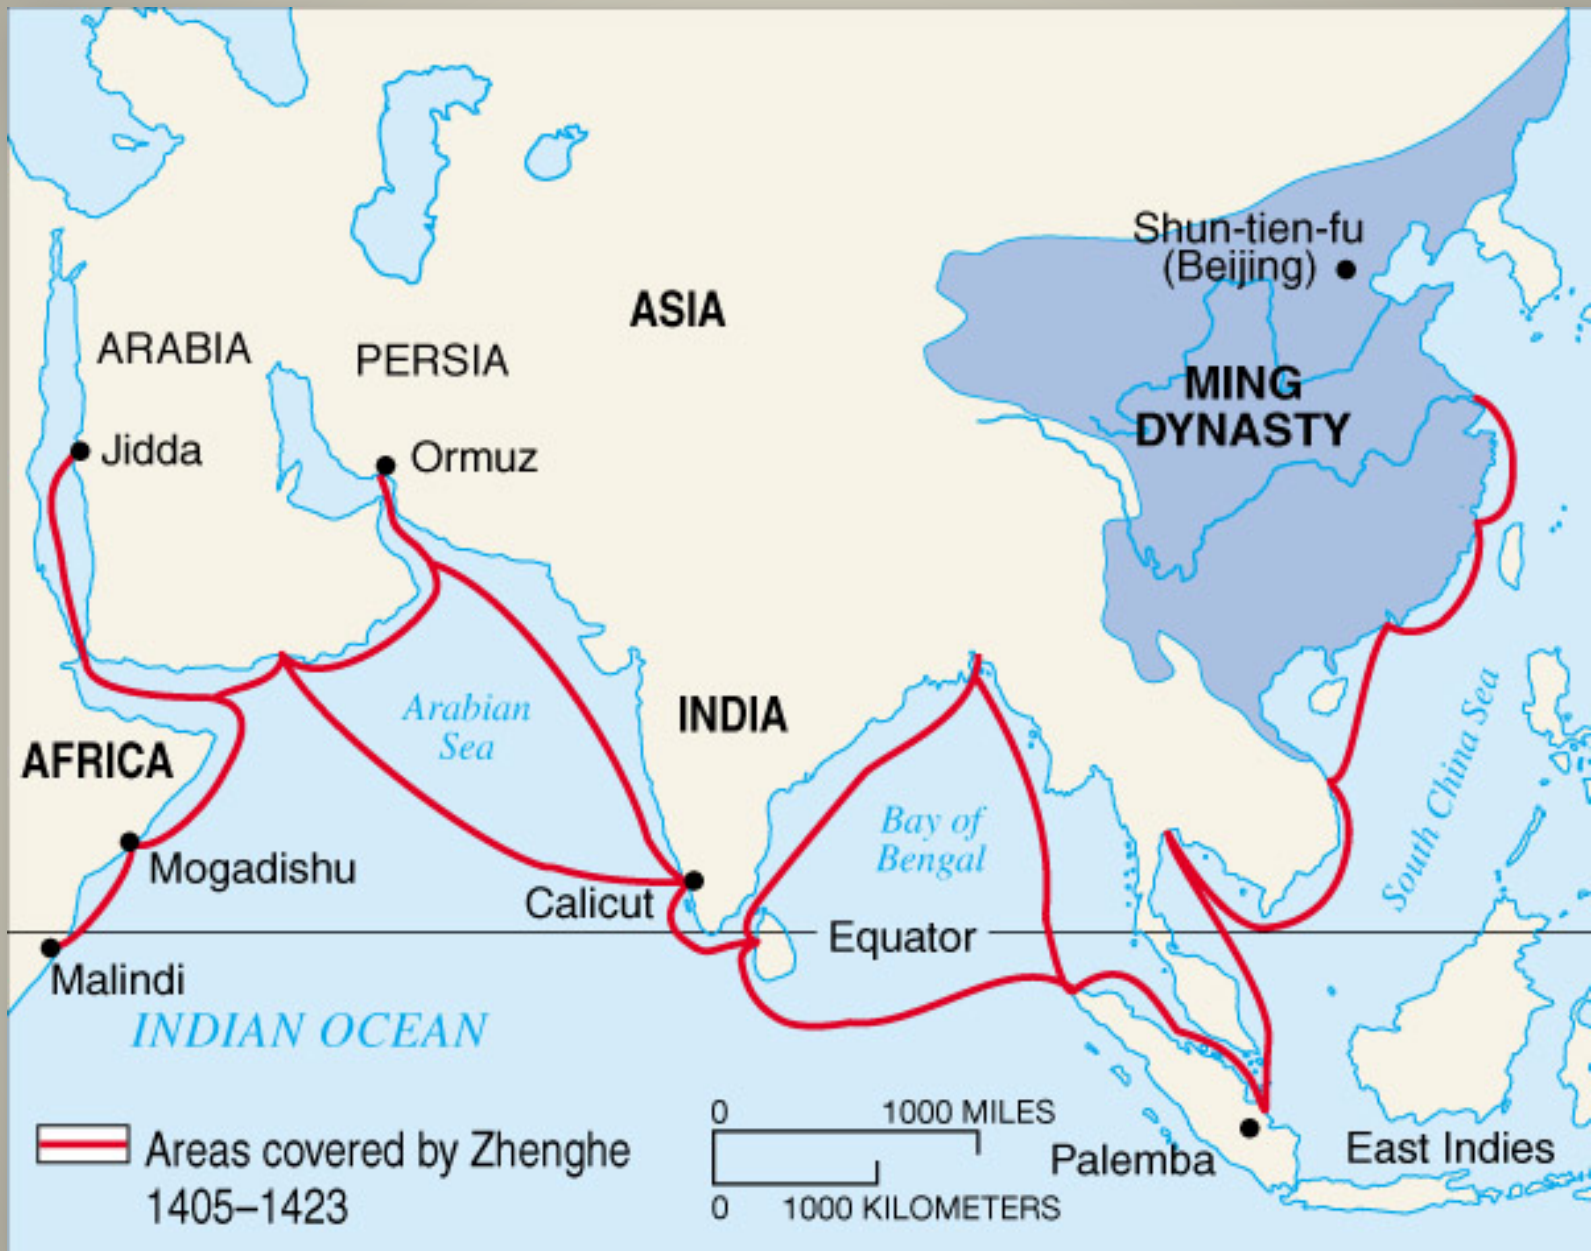 Shun-tien-fu
(Beijing)
ASIA
ARABIA
PERSIA
MING
DYNASTY
Jidda
Ormuz
Arabian
Sea
INDIA
South China Sea
AFRICA
Bay of
Bengal
Mogadishu
Calicut
Equator
Malindi
INDIAN OCEAN
0 1000 MILES
Areas covered by Zhenghe
1405–1423
Palemba
East Indies
0 1000 KILOMETERS